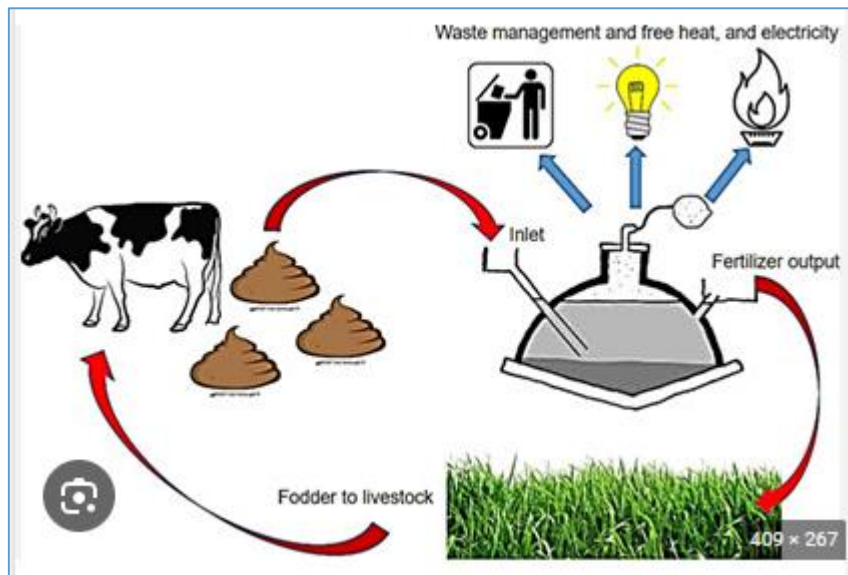 Waste management and free heat, and electricity
Inlet
Fertilizer output
Fodder to livestock
409 × 267